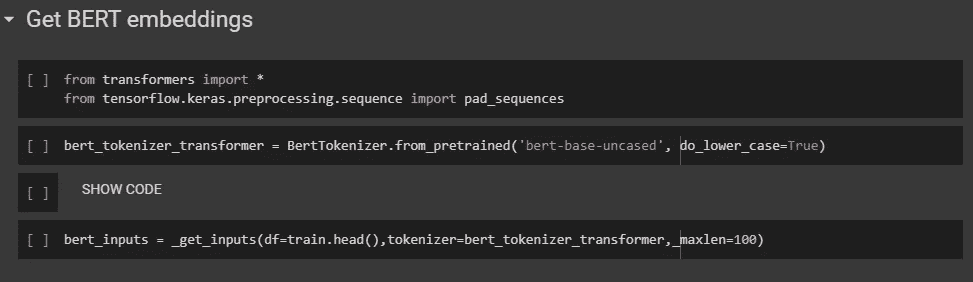 Get BERT embeddings
[ ] from transformers import *
from tensorflow.keras.preprocessing.sequence import pad_sequences
[ ] bert_tokenizer_transformer = BertTokenizer.from_pretrained('bert-base-uncased', do_lower_case=True)
[ ] SHOW CODE
[ ] bert_inputs = _get_inputs(df=train.head(),tokenizer=bert_tokenizer_transformer,_maxlen=100)